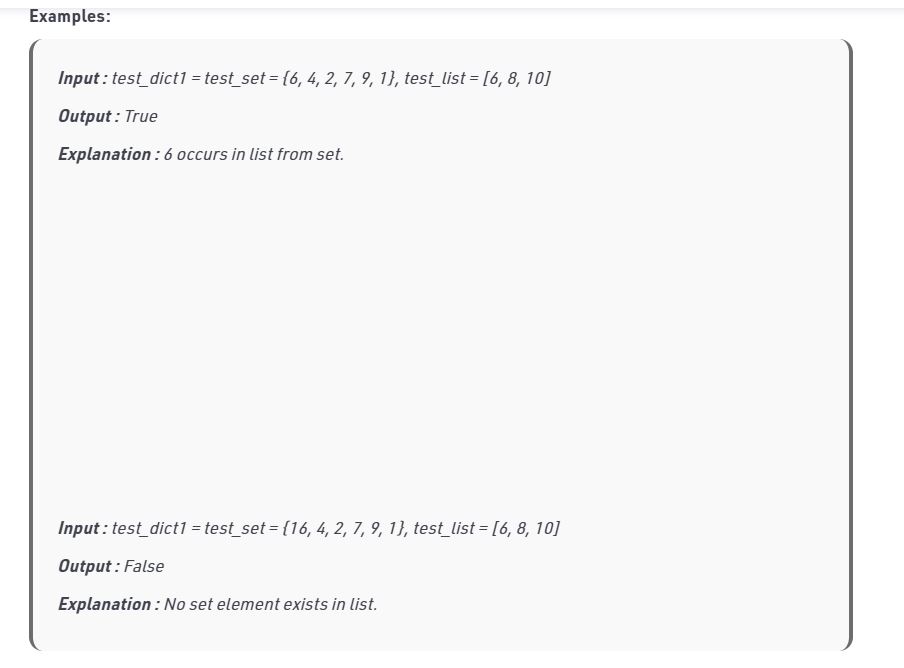 Examples:
Input : test_dict1 = test_set = {6, 4, 2, 7, 9, 1}, test_list = [6, 8, 10]
Output : True
Explanation : 6 occurs in list from set.
Input : test_dict1 = test_set = {16, 4, 2, 7, 9, 1}, test_list = [6, 8, 10]
Output : False
Explanation : No set element exists in list.